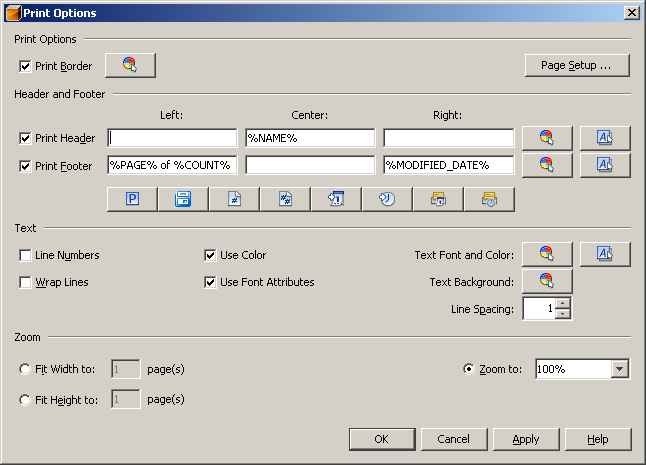 Print Options
Print Options
Print Border
Page Setup ...
Header and Footer
Left: Center: Right:
Print Header %NAME%
Print Footer %PAGE% of %COUNT% %MODIFIED_DATE%
Text
Line Numbers Use Color Text Font and Color:
Wrap Lines Use Font Attributes Text Background:
Line Spacing: 1
Zoom
Fit Width to: 1 page(s) Zoom to: 100%
Fit Height to: 1 page(s)
OK Cancel Apply Help